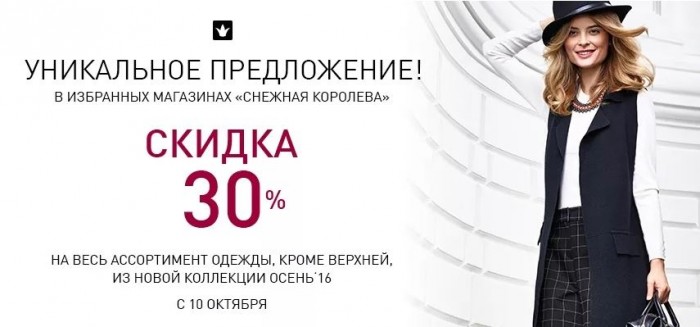 УНИКАЛЬНОЕ ПРЕДЛОЖЕНИЕ!
В ИЗБРАННЫХ МАГАЗИНАХ «СНЕЖНАЯ КОРОЛЕВА»
СКИДКА
30%
НА ВЕСЬ АССОРТИМЕНТ ОДЕЖДЫ, КРОМЕ ВЕРХНЕЙ,
ИЗ НОВОЙ КОЛЛЕКЦИИ ОСЕНЬ'16
С 10 ОКТЯБРЯ